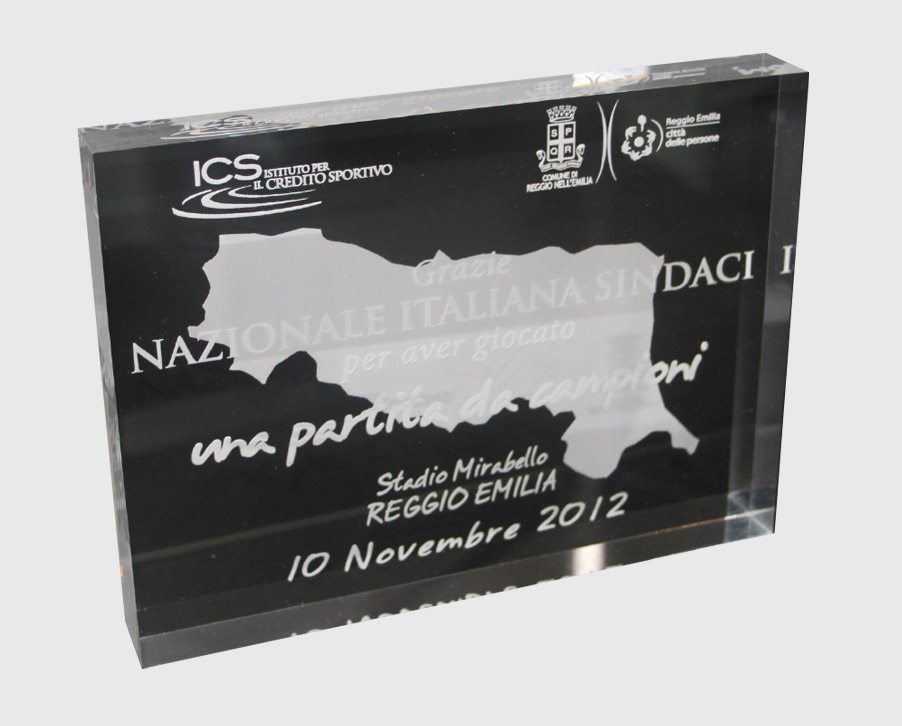 ICS ISTITUTO PER
IL CREDITO SPORTIVO
S P
Q R
COMUNE DI
REGGIO NELL'EMILIA
Reggio Emilia
città
delle persone
Grazie
NAZIONALE ITALIANA SINDACI
per aver giocato
una partita da campioni
Stadio Mirabello
REGGIO EMILIA
10 Novembre 2012